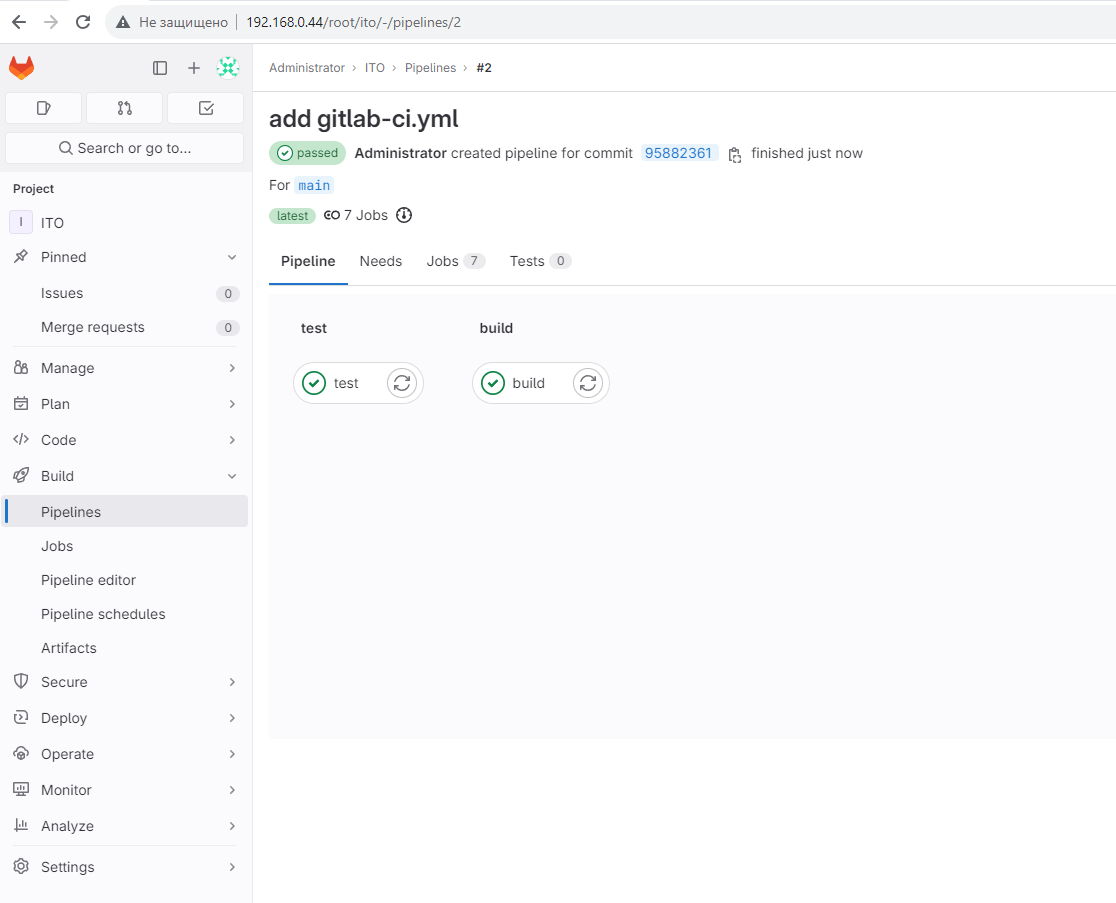 Не защищено 192.168.0.44/root/ito/-/pipelines/2
Administrator › ITO › Pipelines › #2
Search or go to...
Project
I ITO
Pinned
Issues 0
Merge requests 0
Manage
Plan
Code
Build
Pipelines
Jobs
Pipeline editor
Pipeline schedules
Artifacts
Secure
Deploy
Operate
Monitor
Analyze
Settings
add gitlab-ci.yml
passed Administrator created pipeline for commit 95882361 finished just now
For main
latest 7 Jobs
Pipeline Needs Jobs 7 Tests 0
test build
test build